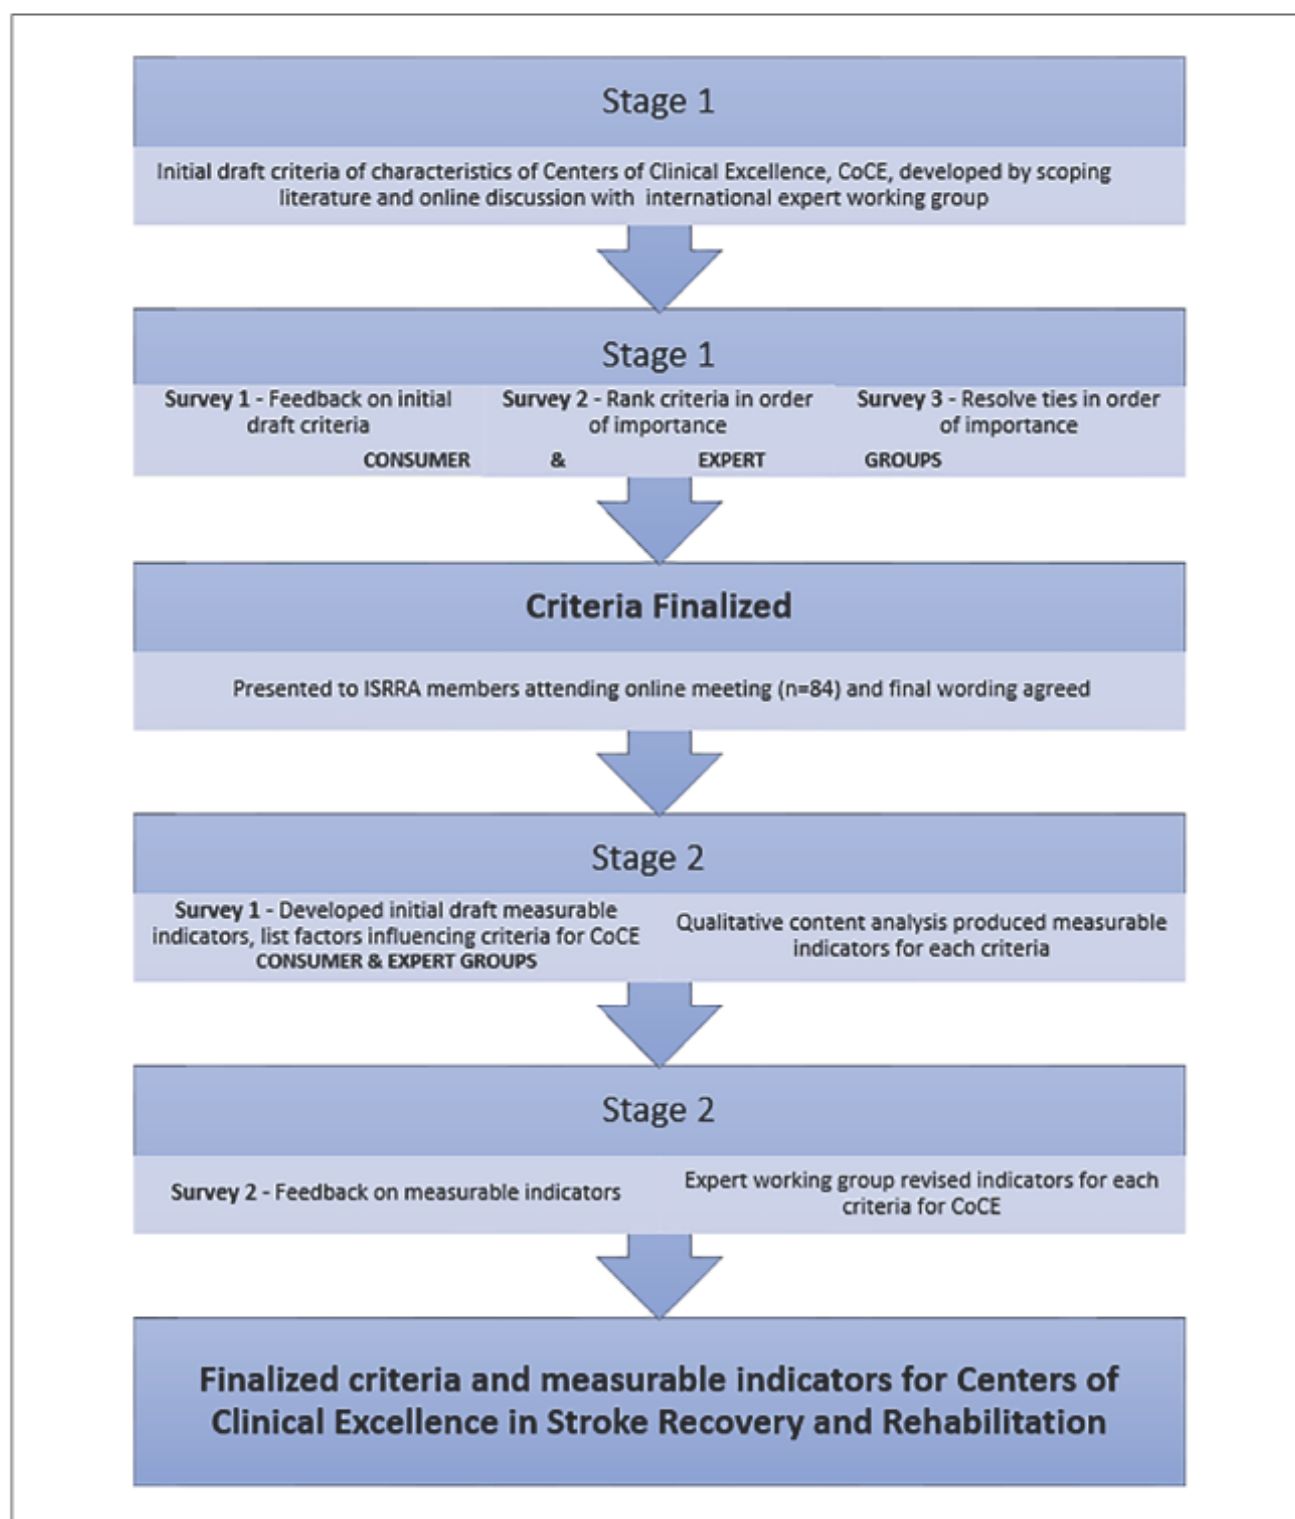 Stage 1
Initial draft criteria of characteristics of Centers of Clinical Excellence, CoCE, developed by scoping
literature and online discussion with international expert working group
Stage 1
Survey 1 - Feedback on initial
draft criteria
Survey 2 - Rank criteria in order
of importance
Survey 3 - Resolve ties in order
of importance
CONSUMER & EXPERT GROUPS
Criteria Finalized
Presented to ISRRA members attending online meeting (n=84) and final wording agreed
Stage 2
Survey 1 - Developed initial draft measurable
indicators, list factors influencing criteria for CoCE
CONSUMER & EXPERT GROUPS
Qualitative content analysis produced measurable
indicators for each criteria
Stage 2
Survey 2 - Feedback on measurable indicators
Expert working group revised indicators for each
criteria for CoCE
Finalized criteria and measurable indicators for Centers of
Clinical Excellence in Stroke Recovery and Rehabilitation